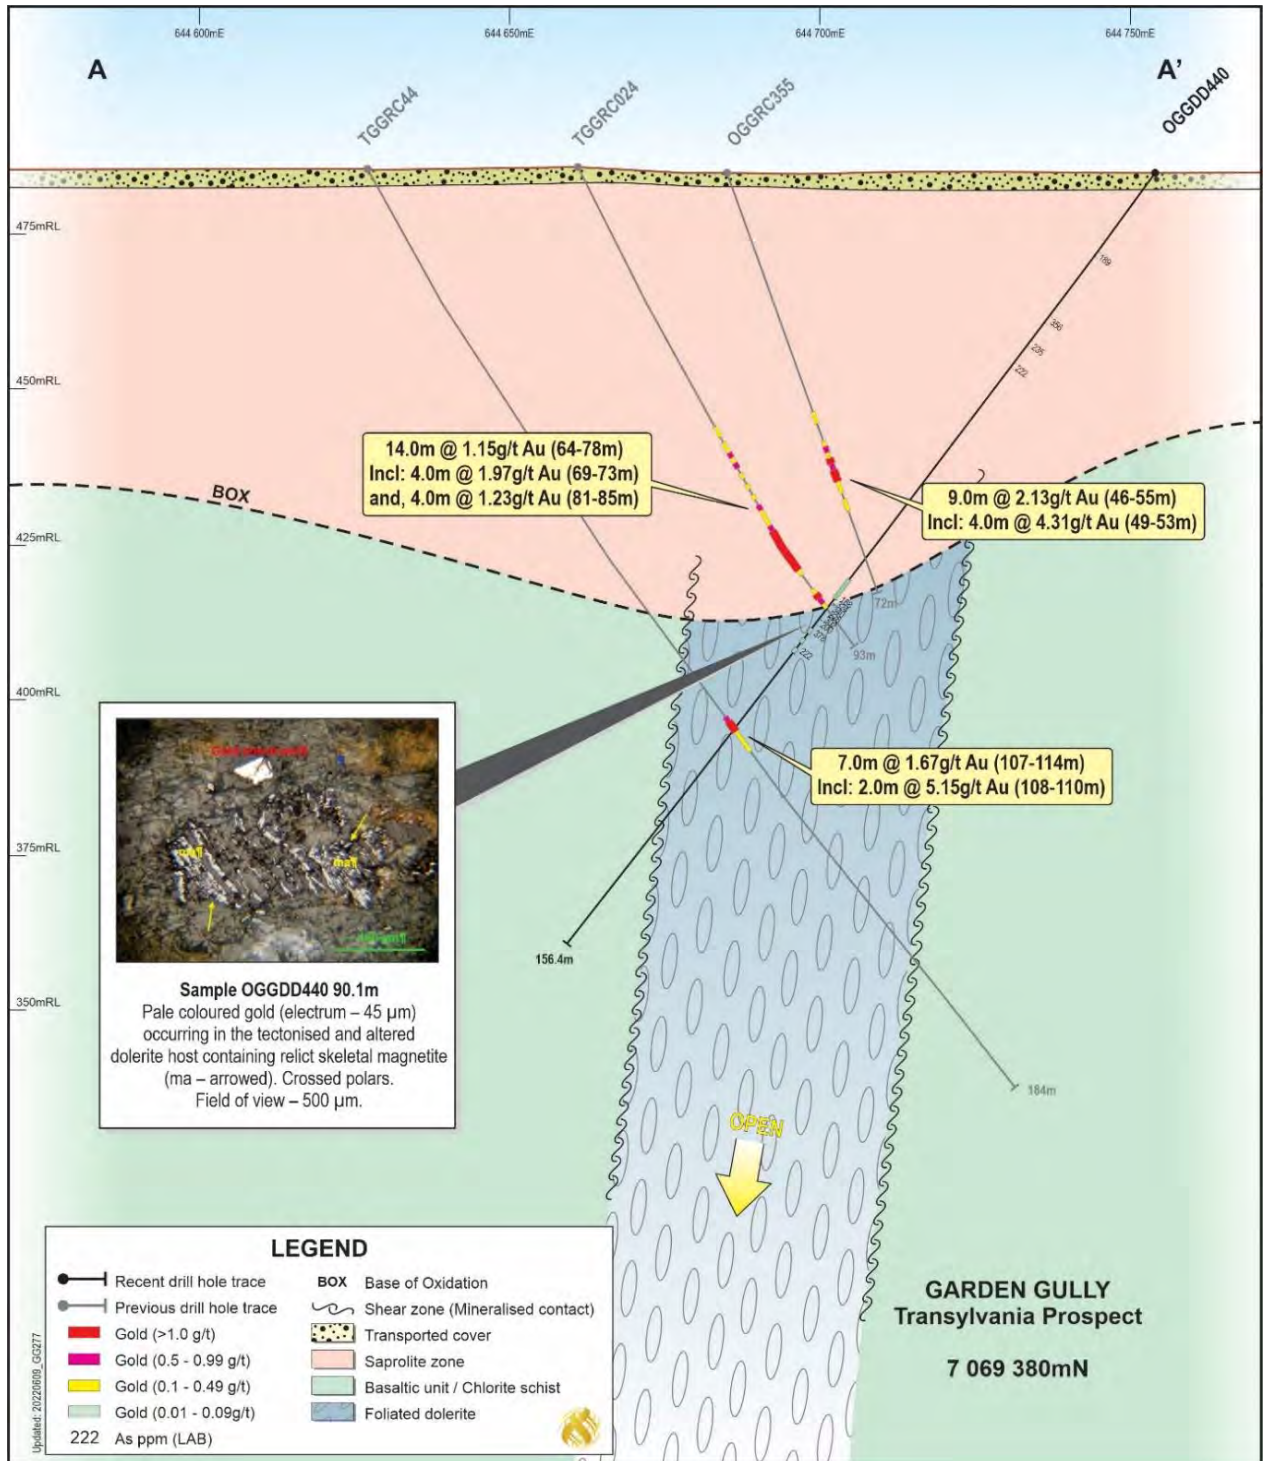 644 600mE
644 650mE
644 700mE
644 750mE
A
A'
TGGRC44
TGGRC024
OGGRC355
OGGDD440
475mRL
450mRL
425mRL
400mRL
375mRL
350mRL
189
356
235
222
14.0m @ 1.15g/t Au (64-78m)
Incl: 4.0m @ 1.97g/t Au (69-73m)
and, 4.0m @ 1.23g/t Au (81-85m)
9.0m @ 2.13g/t Au (46-55m)
Incl: 4.0m @ 4.31g/t Au (49-53m)
BOX
72m
93m
222
7.0m @ 1.67g/t Au (107-114m)
Incl: 2.0m @ 5.15g/t Au (108-110m)
156.4m
184m
Sample OGGDD440 90.1m
Pale coloured gold (electrum – 45 µm)
occurring in the tectonised and altered
dolerite host containing relict skeletal magnetite
(ma – arrowed). Crossed polars.
Field of view – 500 µm.
OPEN
LEGEND
Recent drill hole trace
Previous drill hole trace
Gold (>1.0 g/t)
Gold (0.5 - 0.99 g/t)
Gold (0.1 - 0.49 g/t)
Gold (0.01 - 0.09g/t)
222 As ppm (LAB)
BOX Base of Oxidation
Shear zone (Mineralised contact)
Transported cover
Saprolite zone
Basaltic unit / Chlorite schist
Foliated dolerite
GARDEN GULLY
Transylvania Prospect
7 069 380mN
Updated: 20220609_GG277